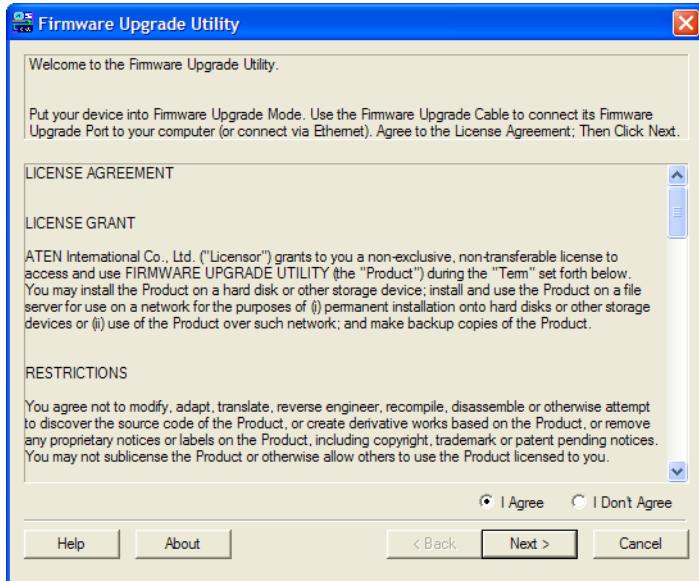 Firmware Upgrade Utility
Welcome to the Firmware Upgrade Utility.
Put your device into Firmware Upgrade Mode. Use the Firmware Upgrade Cable to connect its Firmware
Upgrade Port to your computer (or connect via Ethernet). Agree to the License Agreement; Then Click Next.
LICENSE AGREEMENT
LICENSE GRANT
ATEN International Co., Ltd. ("Licensor") grants to you a non-exclusive, non-transferable license to
access and use FIRMWARE UPGRADE UTILITY (the "Product") during the "Term" set forth below.
You may install the Product on a hard disk or other storage device; install and use the Product on a file
server for use on a network for the purposes of (i) permanent installation onto hard disks or other storage
devices or (ii) use of the Product over such network; and make backup copies of the Product.
RESTRICTIONS
You agree not to modify, adapt, translate, reverse engineer, recompile, disassemble or otherwise attempt
to discover the source code of the Product, or create derivative works based on the Product, or remove
any proprietary notices or labels on the Product, including copyright, trademark or patent pending notices.
You may not sublicense the Product or otherwise allow others to use the Product licensed to you.
I Agree I Don't Agree
Help About < Back Next > Cancel